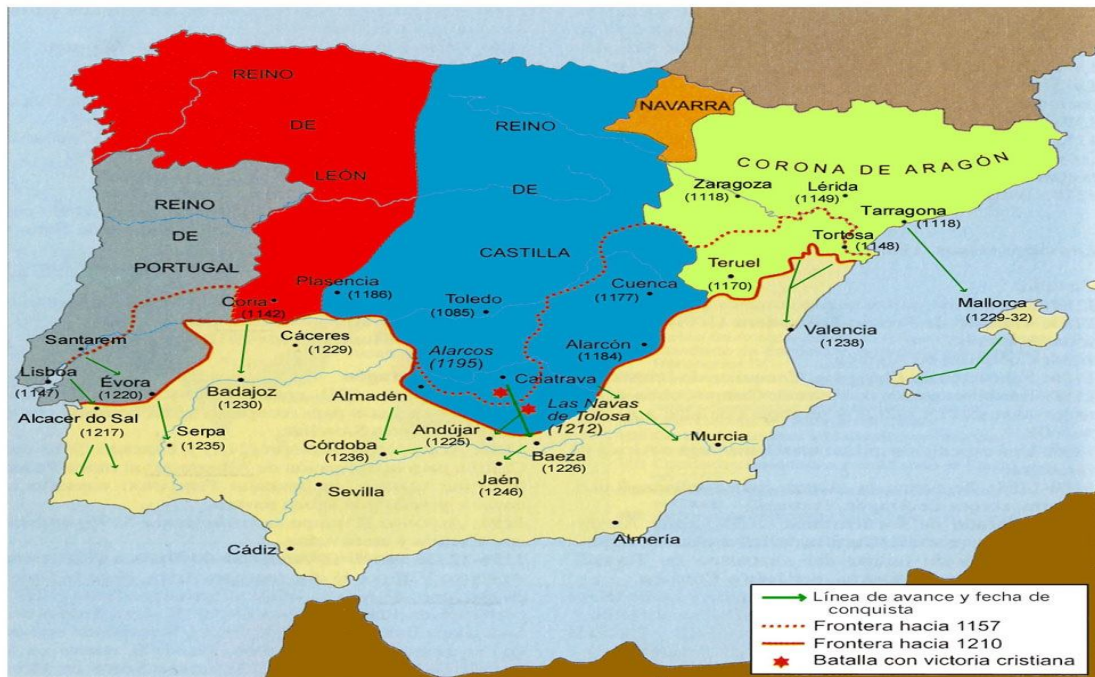 REINO
DE
LEÓN
REINO
DE
CASTILLA
NAVARRA
CORONA DE ARAGÓN
REINO
DE
PORTUGAL
Zaragoza
(1118)
Lérida
(1149)
Tarragona
(1118)
Tortosa
(1148)
Teruel
(1170)
Plasencia
(1186)
Coria
(1142)
Toledo
(1085)
Cuenca
(1177)
Mallorca
(1229-32)
Santarem
Lisboa
(1147)
Évora
(1220)
Cáceres
(1229)
Alarcos
(1195)
Alarcón
(1184)
Valencia
(1238)
Badajoz
(1230)
Almadén
Calatrava
Las Navas
de Tolosa
(1212)
Alcacer do Sal
(1217)
Serpa
(1235)
Córdoba
(1236)
Andújar
(1225)
Baeza
(1226)
Murcia
Jaén
(1246)
Sevilla
Cádiz
Almería
Línea de avance y fecha de
conquista
Frontera hacia 1157
Frontera hacia 1210
Batalla con victoria cristiana